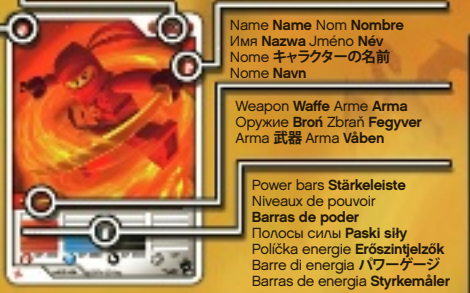 Name Name Nom Nombre
Имя Nazwa Jméno Név
Nome キャラクターの名前
Nome Navn
Weapon Waffe Arme Arma
Оружие Broń Zbraň Fegyver
Arma 武器 Arma Våben
Power bars Stärkeleiste
Niveaux de pouvoir
Barras de poder
Полосы силы Paski siły
Políčka energie Erőszintjelzők
Barre di energia パワーゲージ
Barras de energia Styrkemåler